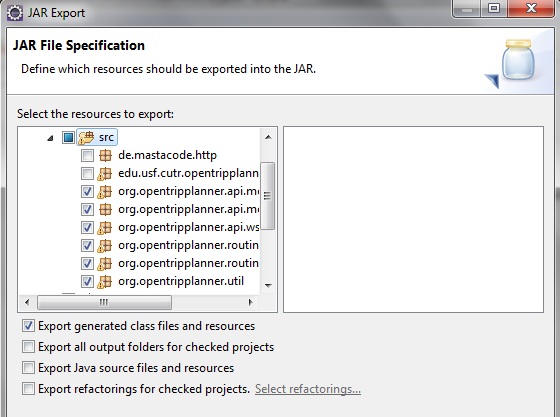 JAR Export
JAR File Specification
Define which resources should be exported into the JAR.
Select the resources to export:
src
de.mastacode.http
edu.usf.cutr.opentripplann
org.opentripplanner.api.mo
org.opentripplanner.api.mo
org.opentripplanner.api.ws
org.opentripplanner.routin
org.opentripplanner.routin
org.opentripplanner.util
Export generated class files and resources
Export all output folders for checked projects
Export Java source files and resources
Export refactorings for checked projects. Select refactorings...